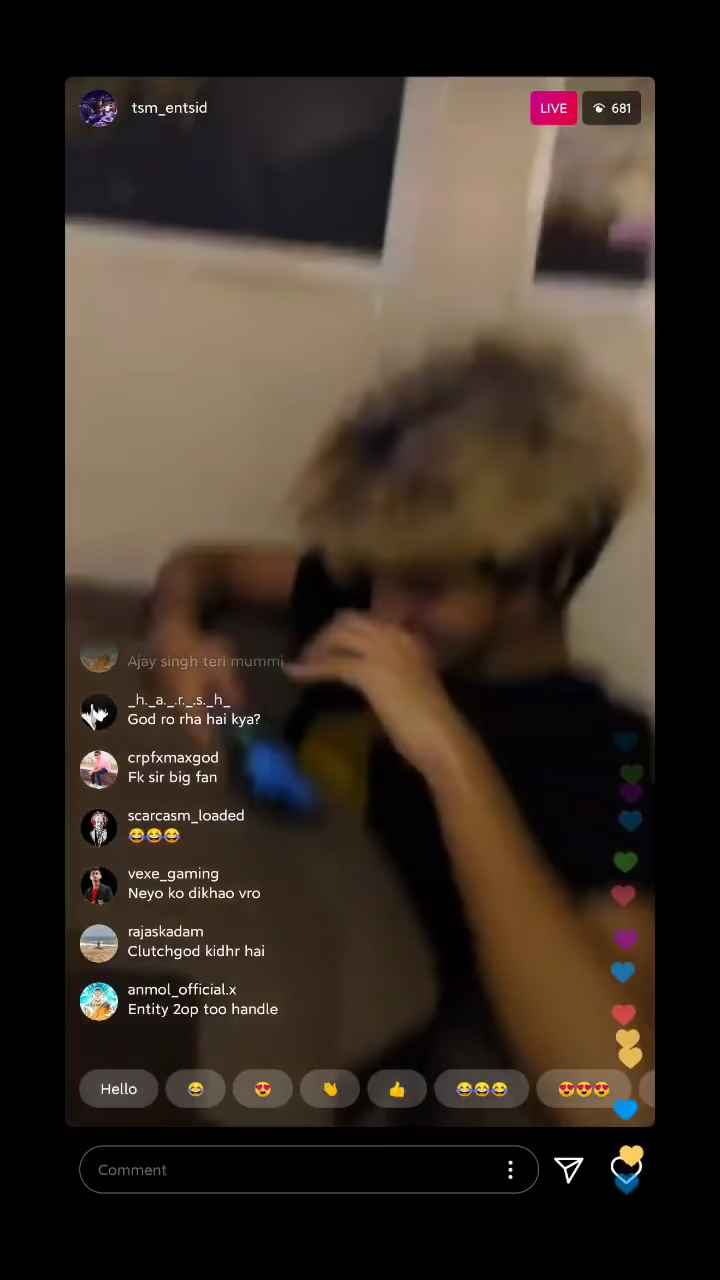 tsm_entsid
LIVE
681
Ajay singh teri mummi
_h._a._.r._.s._h_
God ro rha hai kya?
crpfxmaxgod
Fk sir big fan
scarcasm_loaded
😂😂😂
vexe_gaming
Neyo ko dikhao vro
rajaskadam
Clutchgod kidhr hai
anmol_official.x
Entity 2op too handle
Hello 😂 😍 👏 👍 😂😂😂 😍😍😍
Comment